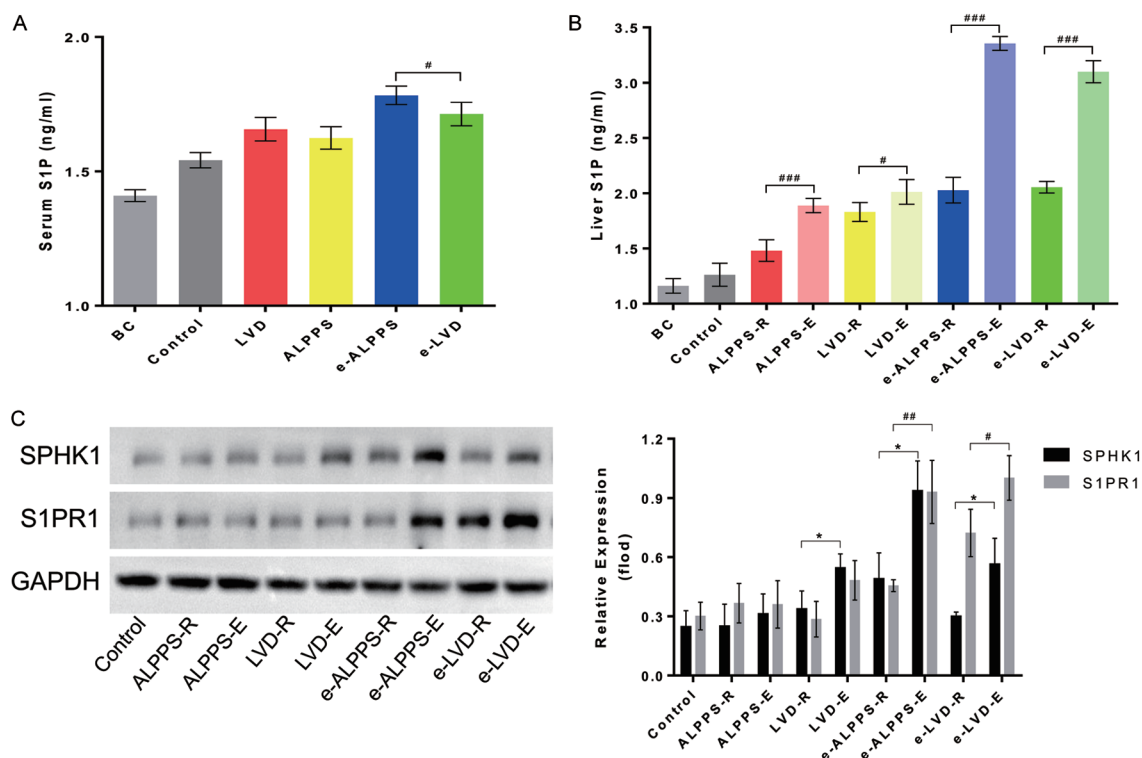 A
Serum S1P (ng/ml)
2.0
1.5
1.0
#
BC
Control
LVD
ALPPS
e-ALPPS
e-LVD
B
Liver S1P (ng/ml)
3.5
3.0
2.5
2.0
1.5
1.0
###
#
###
###
BC
Control
ALPPS-R
ALPPS-E
LVD-R
LVD-E
e-ALPPS-R
e-ALPPS-E
e-LVD-R
e-LVD-E
C
SPHK1
S1PR1
GAPDH
Control
ALPPS-R
ALPPS-E
LVD-R
LVD-E
e-ALPPS-R
e-ALPPS-E
e-LVD-R
e-LVD-E
Relative Expression
(flod)
1.2
0.9
0.6
0.3
0.0
*
*
##
*
#
SPHK1
S1PR1
Control
ALPPS-R
ALPPS-E
LVD-R
LVD-E
e-ALPPS-R
e-ALPPS-E
e-LVD-R
e-LVD-E